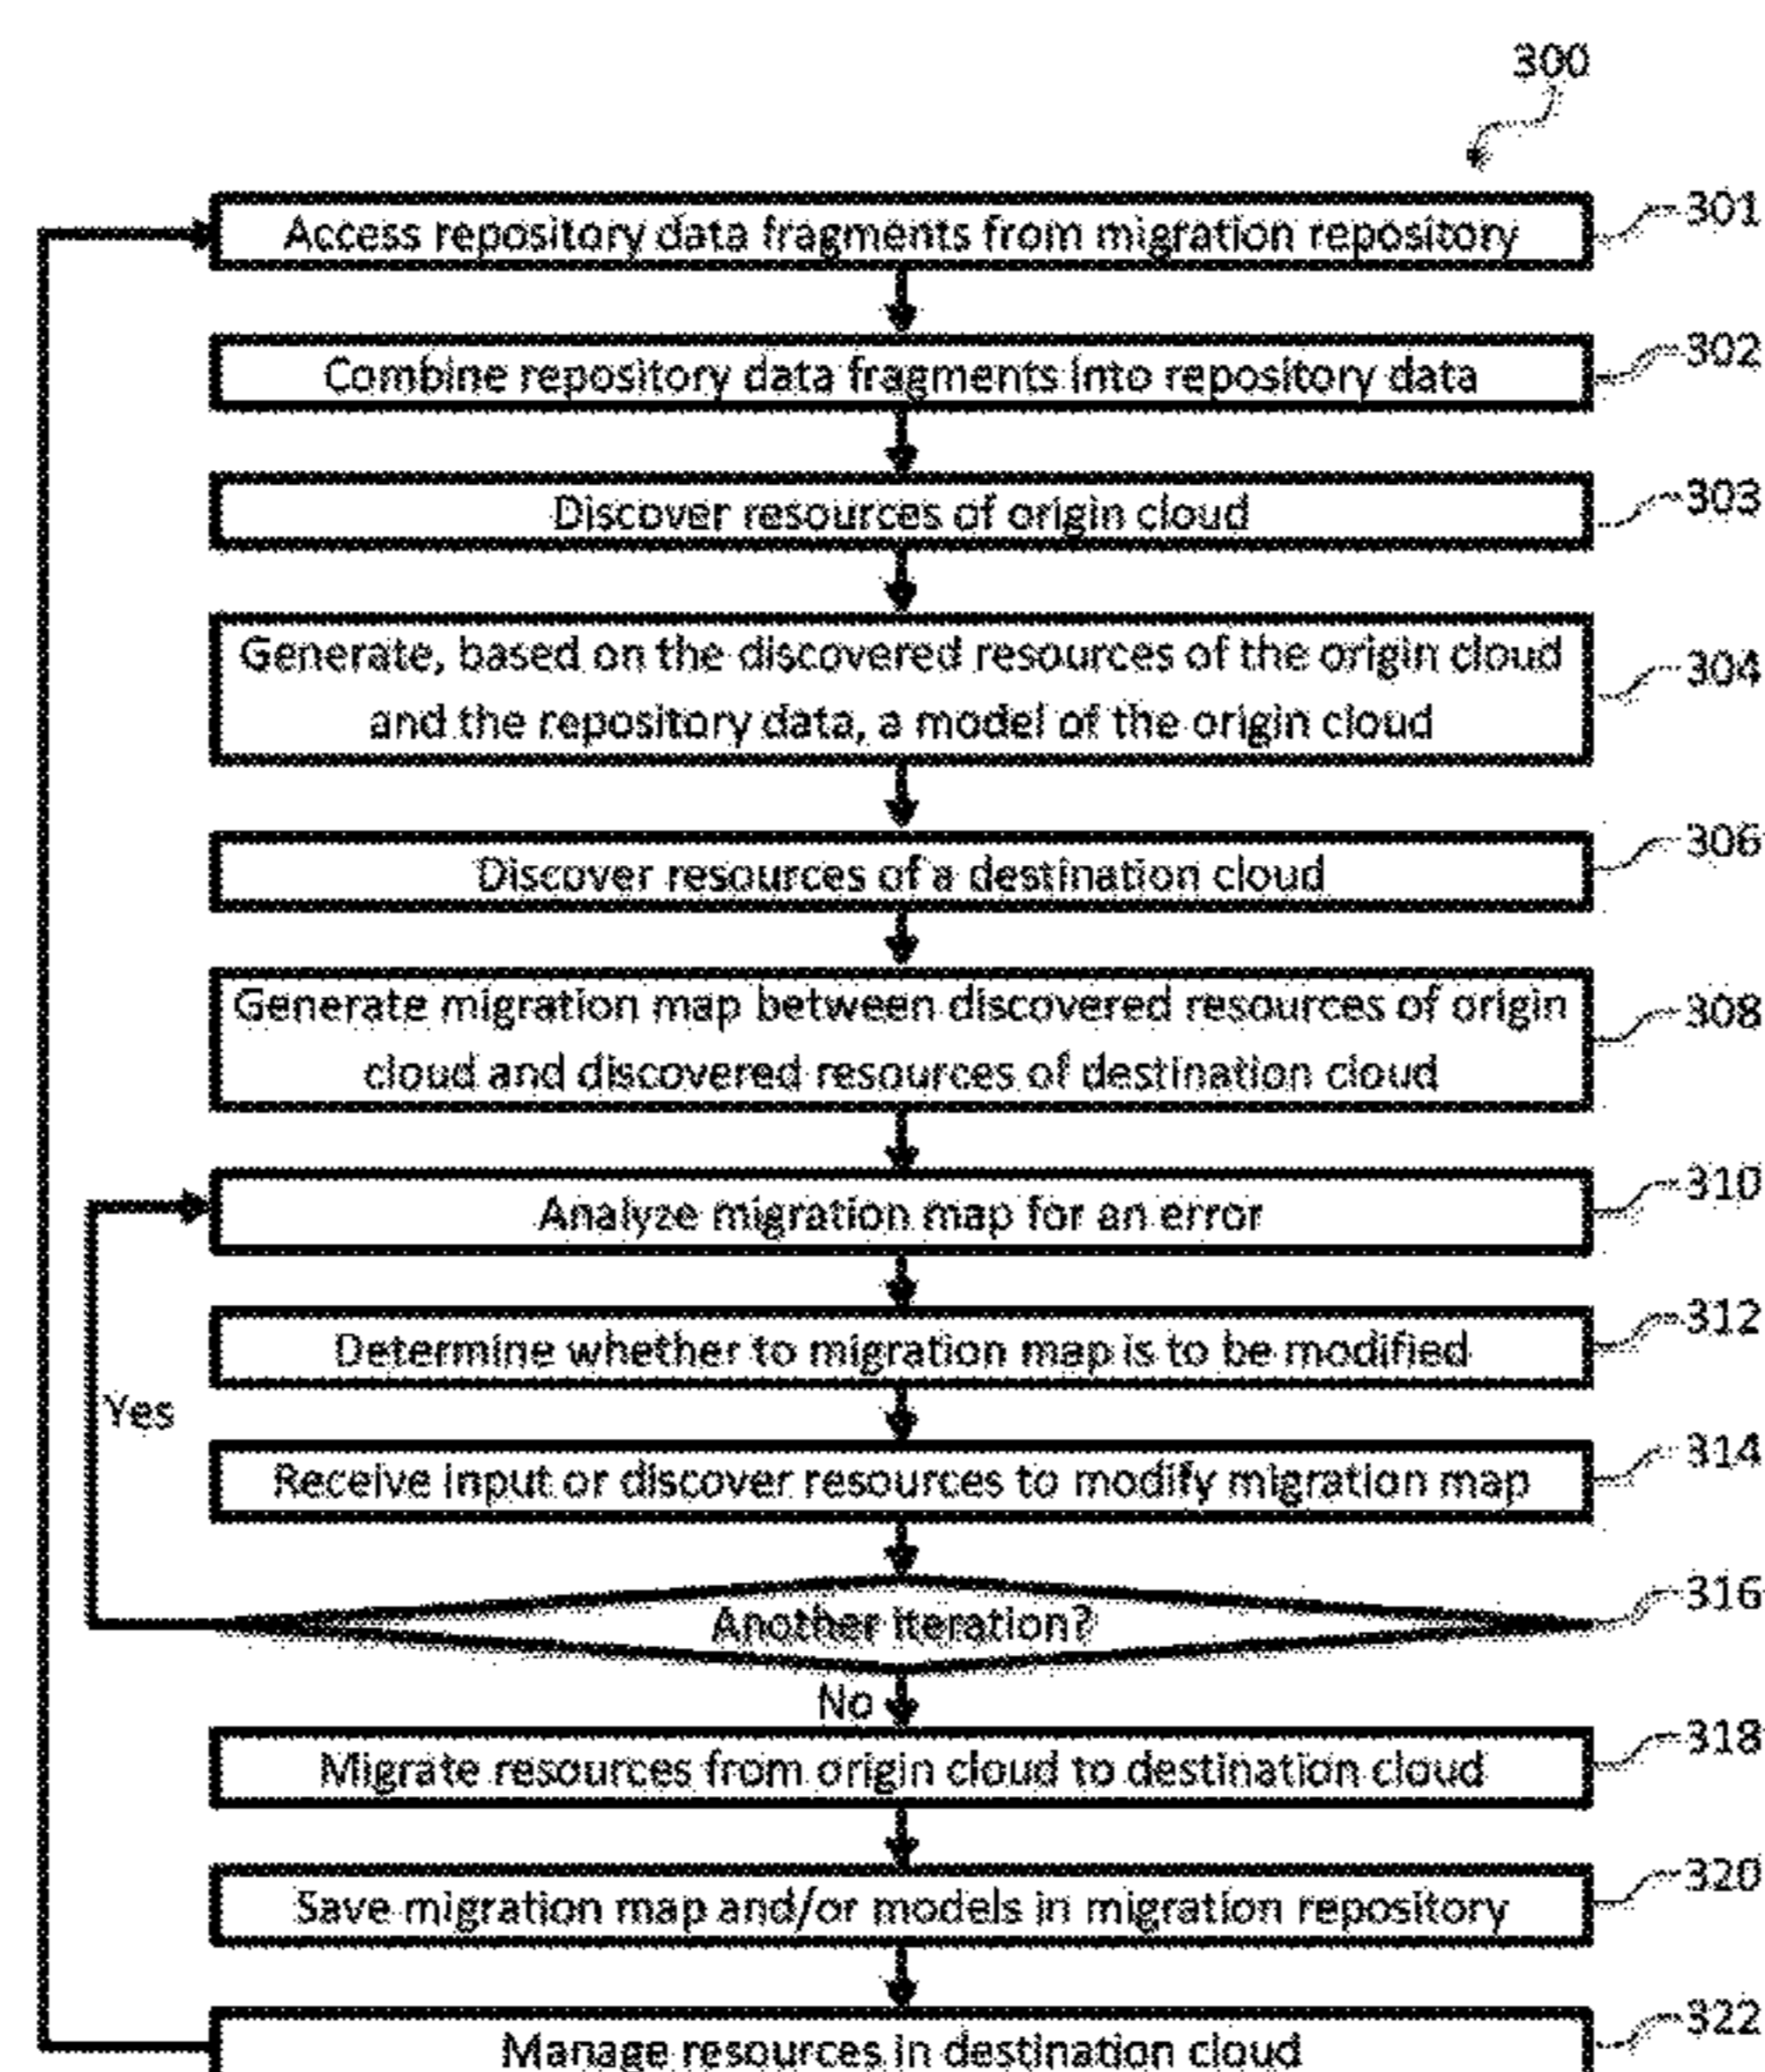 300
Access repository data fragments from migration repository
301
Combine repository data fragments into repository data
302
Discover resources of origin cloud
303
Generate, based on the discovered resources of the origin cloud
and the repository data, a model of the origin cloud
304
Discover resources of a destination cloud
306
Generate migration map between discovered resources of origin
cloud and discovered resources of destination cloud
308
Analyze migration map for an error
310
Determine whether to migration map is to be modified
312
Yes
Receive input or discover resources to modify migration map
314
Another iteration?
316
No
Migrate resources from origin cloud to destination cloud
318
Save migration map and/or models in migration repository
320
Manage resources in destination cloud
322